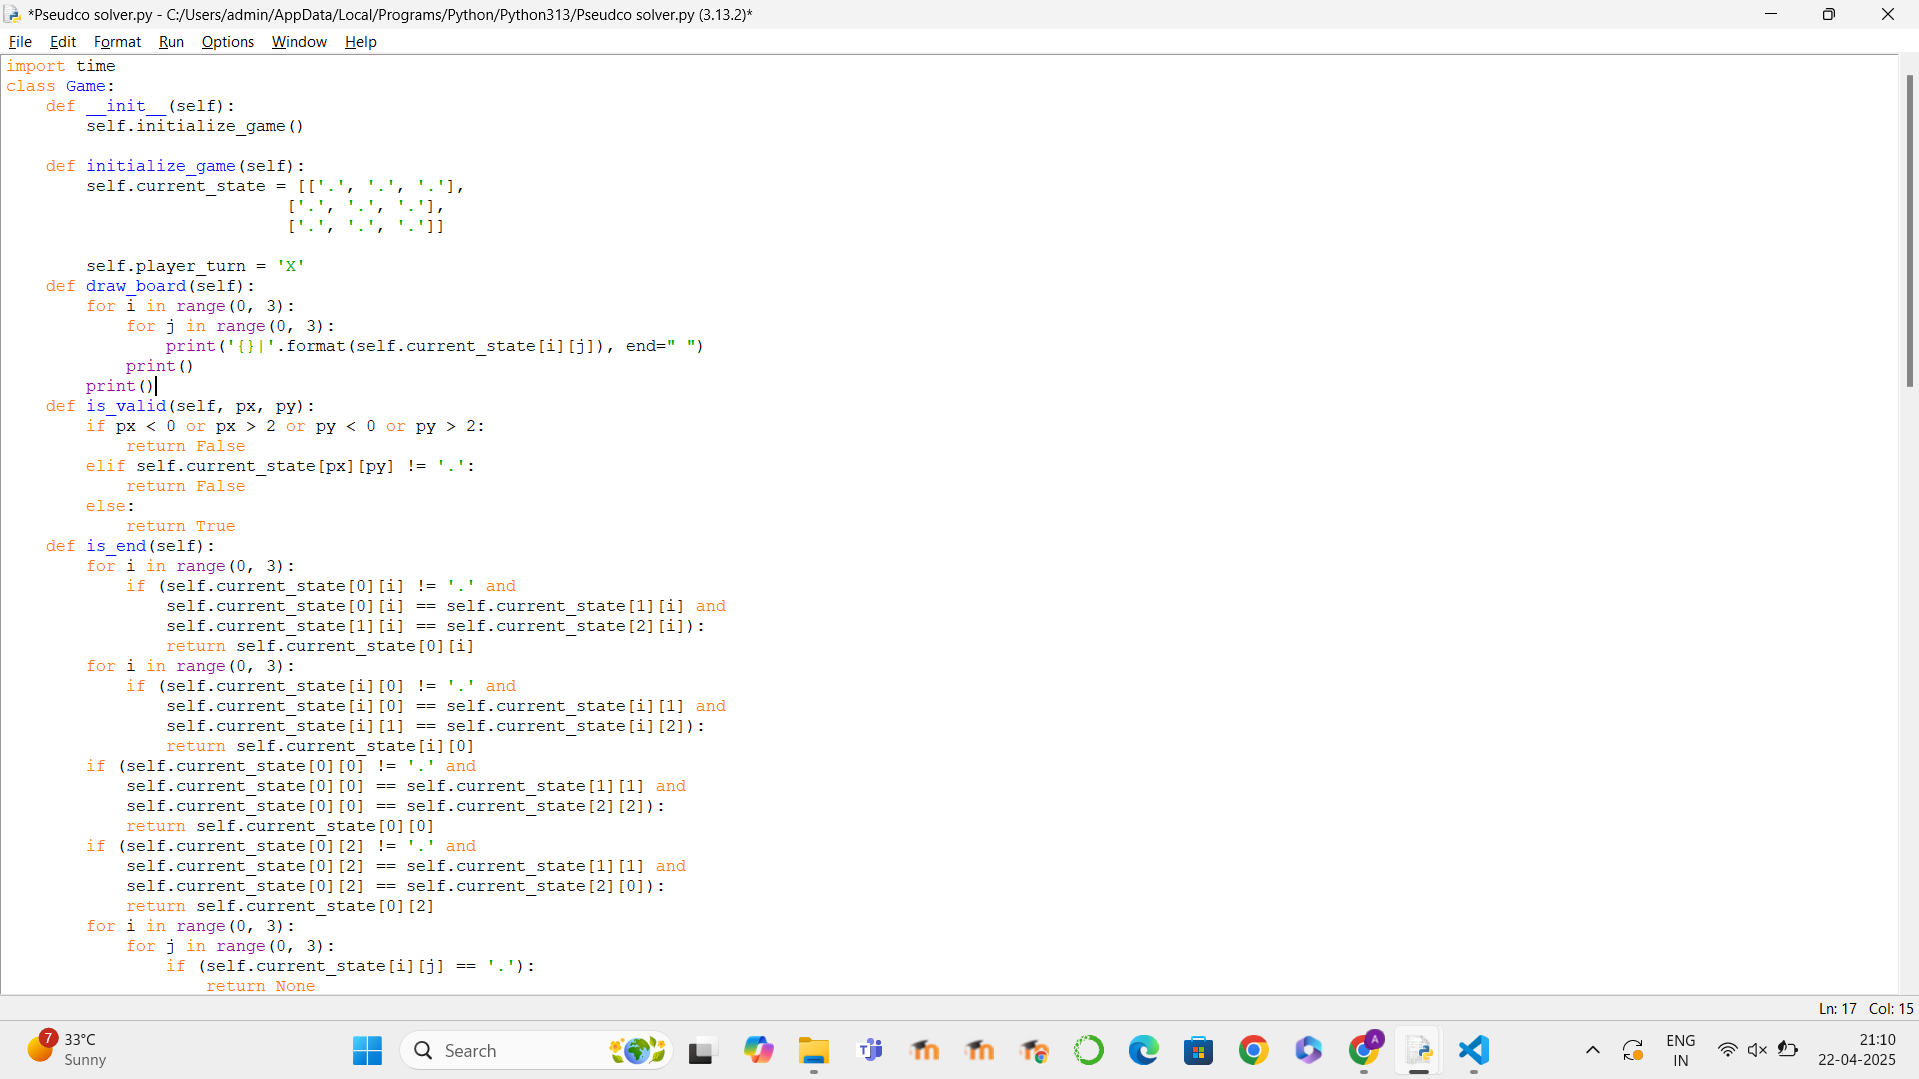 *Pseudco solver.py - C:/Users/admin/AppData/Local/Programs/Python/Python313/Pseudco solver.py (3.13.2)*
File Edit Format Run Options Window Help
import time
class Game:
    def __init__(self):
        self.initialize_game()

    def initialize_game(self):
        self.current_state = [['.', '.', '.'],
                            ['.', '.', '.'],
                            ['.', '.', '.']]

        self.player_turn = 'X'
    def draw_board(self):
        for i in range(0, 3):
            for j in range(0, 3):
                print('{}|'.format(self.current_state[i][j]), end=" ")
            print()
        print()
    def is_valid(self, px, py):
        if px < 0 or px > 2 or py < 0 or py > 2:
            return False
        elif self.current_state[px][py] != '.':
            return False
        else:
            return True
    def is_end(self):
        for i in range(0, 3):
            if (self.current_state[0][i] != '.' and
                self.current_state[0][i] == self.current_state[1][i] and
                self.current_state[1][i] == self.current_state[2][i]):
                return self.current_state[0][i]
        for i in range(0, 3):
            if (self.current_state[i][0] != '.' and
                self.current_state[i][0] == self.current_state[i][1] and
                self.current_state[i][1] == self.current_state[i][2]):
                return self.current_state[i][0]
        if (self.current_state[0][0] != '.' and
            self.current_state[0][0] == self.current_state[1][1] and
            self.current_state[0][0] == self.current_state[2][2]):
            return self.current_state[0][0]
        if (self.current_state[0][2] != '.' and
            self.current_state[0][2] == self.current_state[1][1] and
            self.current_state[0][2] == self.current_state[2][0]):
            return self.current_state[0][2]
        for i in range(0, 3):
            for j in range(0, 3):
                if (self.current_state[i][j] == '.'):
                    return None
Ln: 17 Col: 15
7
33°C
Sunny
Search
A
ENG
IN
21:10
22-04-2025